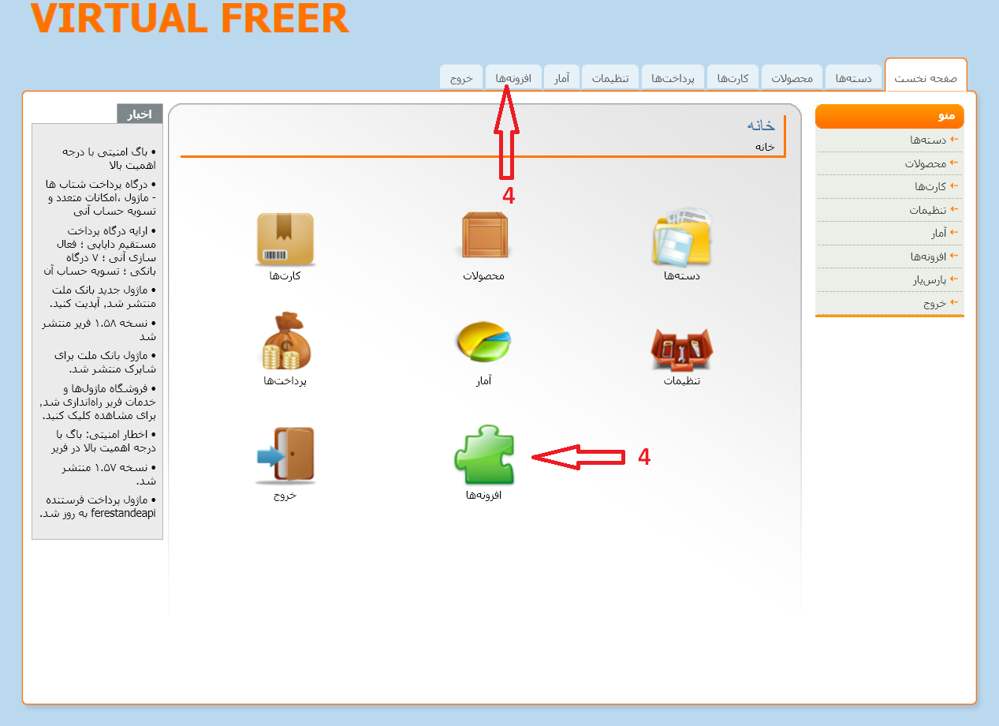 VIRTUAL FREER
صفحه نخست
دسته‌ها
محصولات
کارت‌ها
پرداخت‌ها
تنظیمات
آمار
افزونه‌ها
خروج
منو
دسته‌ها
محصولات
کارت‌ها
تنظیمات
آمار
افزونه‌ها
پارس‌یار
خروج
خانه
خانه
4
دسته‌ها
محصولات
کارت‌ها
تنظیمات
آمار
پرداخت‌ها
افزونه‌ها
4
خروج
اخبار
• باگ امنیتی با درجه
اهمیت بالا
• درگاه پرداخت شتاب ها
- ماژول ،امکانات متعدد و
تسویه حساب آنی
• ارایه درگاه پرداخت
مستقیم دایاپی ؛ فعال
سازی آنی ؛ ۷ درگاه
بانکی ؛ تسویه حساب آن
• ماژول جدید بانک ملت
منتشر شد, آپدیت کنید.
• نسخه ۱.۵۸ فریر منتشر
شد
• ماژول بانک ملت برای
شاپرک منتشر شد.
• فروشگاه ماژول‌ها و
خدمات فریر راه‌اندازی شد,
برای مشاهده کلیک کنید.
• اخطار امنیتی: باگ با
درجه اهمیت بالا در فریر
• نسخه ۱.۵۷ منتشر
شد.
• ماژول پرداخت فرستنده
ferestandeapi به روز شد.